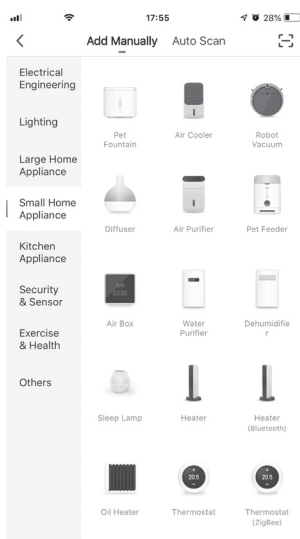 17:55
28%
Add Manually Auto Scan
Electrical
Engineering
Lighting
Large Home
Appliance
Small Home
Appliance
Kitchen
Appliance
Security
& Sensor
Exercise
& Health
Others
Pet
Fountain
Air Cooler
Robot
Vacuum
Diffuser
Air Purifier
Pet Feeder
Air Box
Water
Purifier
Dehumidifie
r
Sleep Lamp
Heater
Heater
(Bluetooth)
Oil Heater
20.5
Thermostat
20.5
Thermostat
(ZigBee)